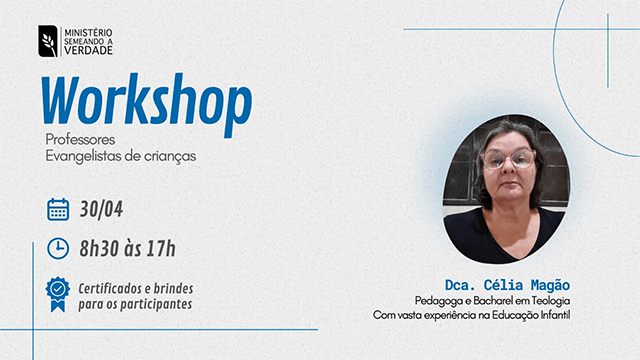 MINISTÉRIO
SEMEANDO A
VERDADE
Workshop
Professores
Evangelistas de crianças
30/04
8h30 às 17h
Certificados e brindes
para os participantes
Dca. Célia Magão
Pedagoga e Bacharel em Teologia
Com vasta experiência na Educação Infantil